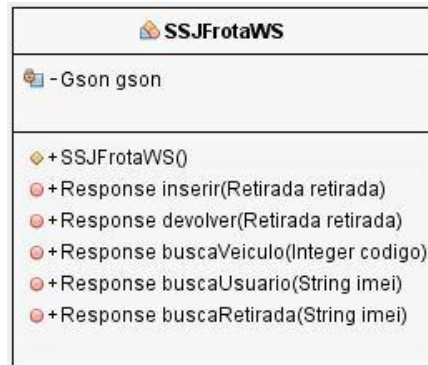 SSJFrotaWS
- Gson gson
+ SSJFrotaWS()
+ Response inserir(Retirada retirada)
+ Response devolver(Retirada retirada)
+ Response buscaVeiculo(Integer codigo)
+ Response buscaUsuario(String imei)
+ Response buscaRetirada(String imei)